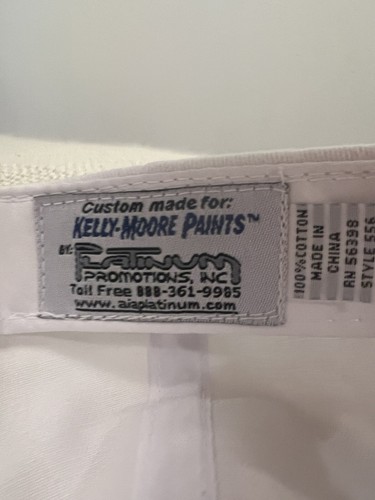 Custom made for:
KELLY-MOORE PAINTS™
BY: PLATINUM
PROMOTIONS, INC
Toll Free 888-361-9985
www.aiaplatinum.com
100% COTTON
MADE IN
CHINA
RN 56398
STYLE 556